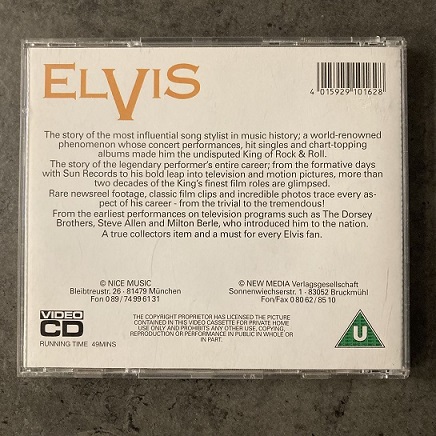 ELVIS
4 015929 101628
The story of the most influential song stylist in music history; a world-renowned
phenomenon whose concert performances, hit singles and chart-topping
albums made him the undisputed King of Rock & Roll.
The story of the legendary performer's entire career; from the formative days
with Sun Records to his bold leap into television and motion pictures, more than
two decades of the King's finest film roles are glimpsed.
Rare newsreel footage, classic film clips and incredible photos trace every as-
pect of his career - from the trivial to the tremendous!
From the earliest performances on television programs such as The Dorsey
Brothers, Steve Allen and Milton Berle, who introduced him to the nation.
A true collectors item and a must for every Elvis fan.
© NICE MUSIC
Bleibtreustr. 26 - 81479 München
Fon 0 89 / 74 99 61 31
© NEW MEDIA Verlagsgesellschaft
Sonnenwiechserstr. 1 - 83052 Bruckmühl
Fon/Fax 0 80 62 / 85 10
VIDEO
CD
RUNNING TIME 49MINS
THE COPYRIGHT PROPRIETOR HAS LICENSED THE PICTURE
CONTAINED IN THIS VIDEO CASSETTE FOR PRIVATE HOME
USE ONLY AND PROHIBITS ANY OTHER USE, COPYING,
REPRODUCTION OR PERFORMANCE IN PUBLIC IN WHOLE OR
IN PART.
U